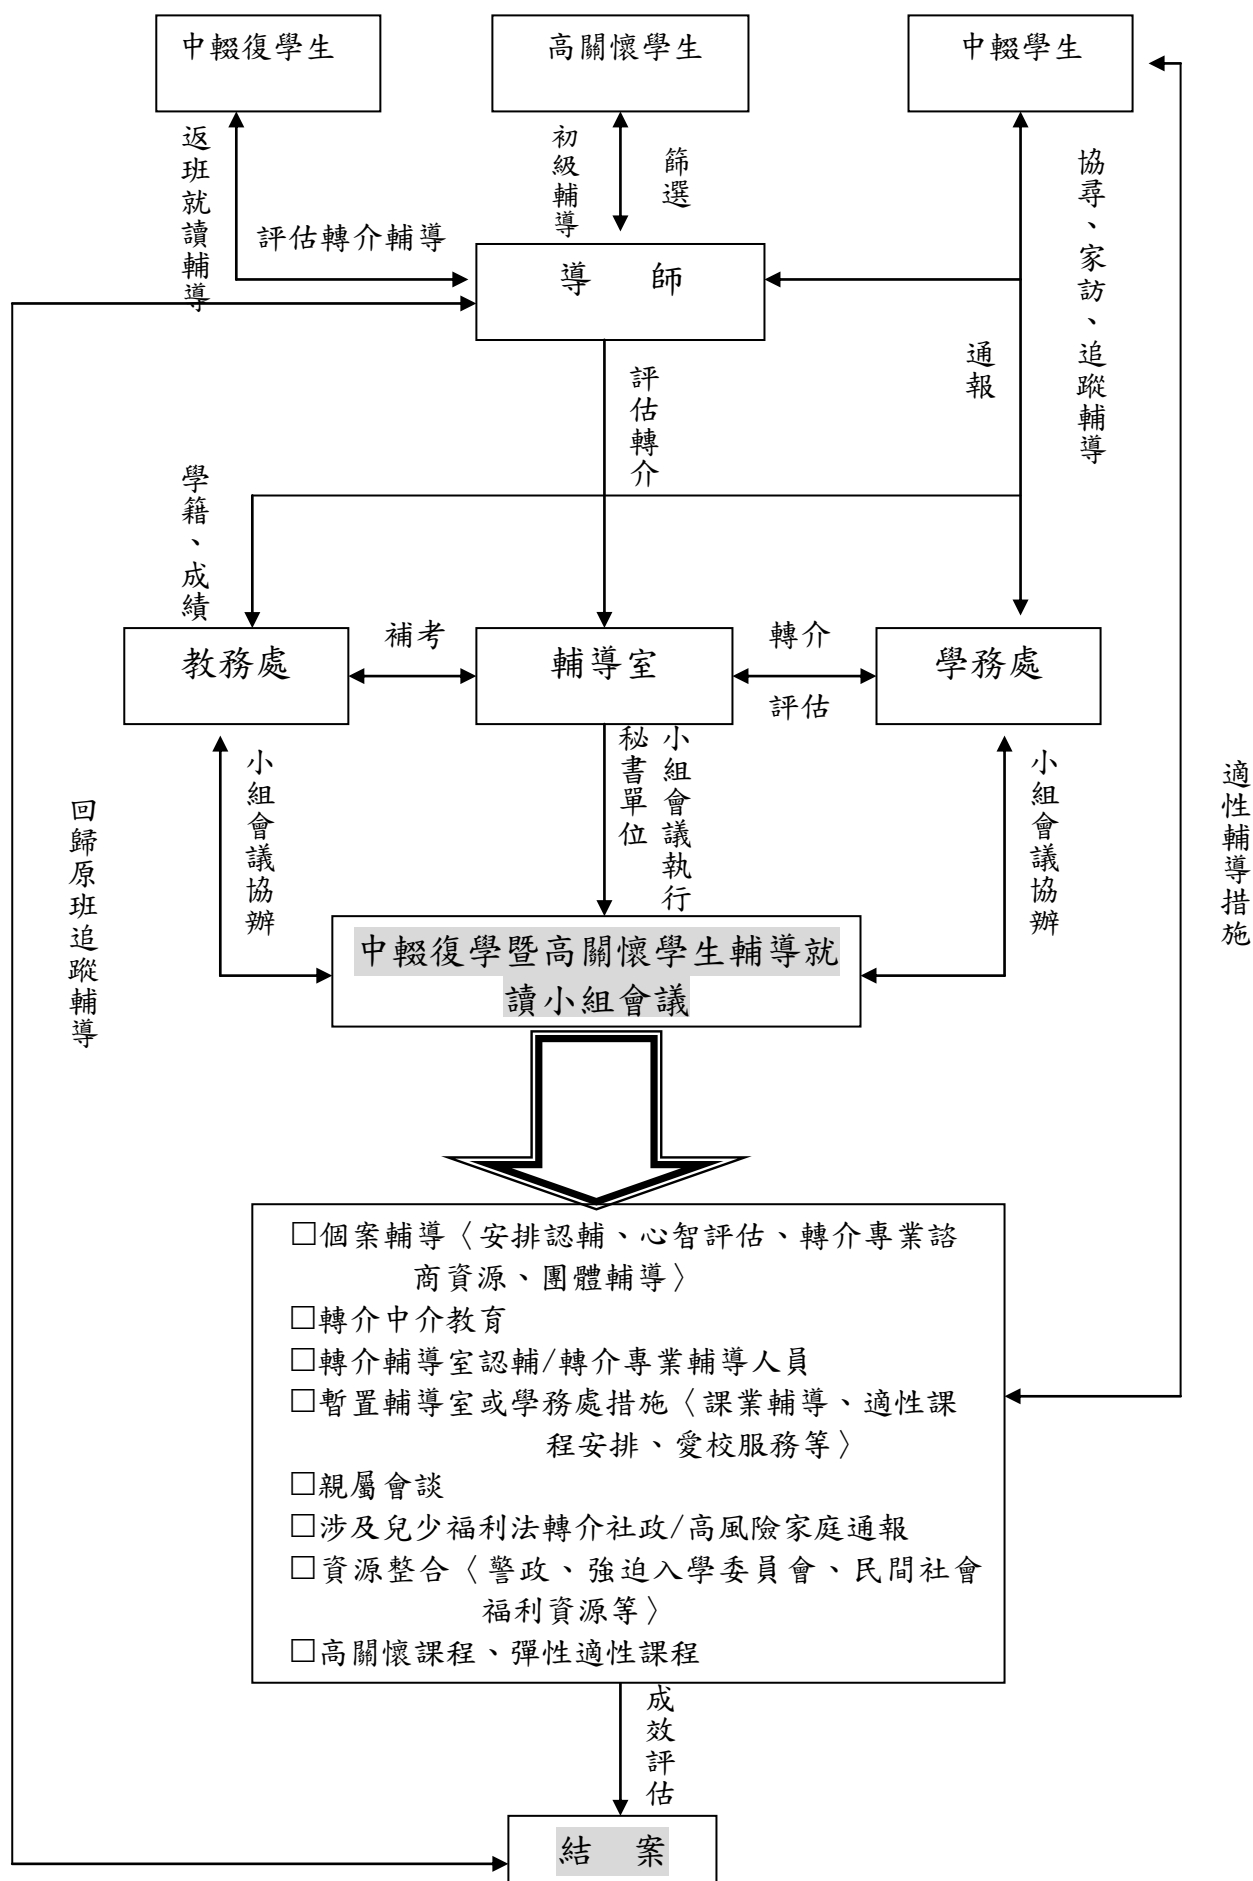 中輟復學生
高關懷學生
中輟學生
返班就讀輔導
評估轉介輔導
初級輔導
篩選
協尋、家訪、追蹤輔導
導 師
通報
評估轉介
學籍、成績
教務處
補考
輔導室
轉介
評估
學務處
小組會議協辦
秘書單位
小組會議執行
小組會議協辦
適性輔導措施
回歸原班追蹤輔導
中輟復學暨高關懷學生輔導就
讀小組會議
□個案輔導〈安排認輔、心智評估、轉介專業諮
商資源、團體輔導〉
□轉介中介教育
□轉介輔導室認輔/轉介專業輔導人員
□暫置輔導室或學務處措施〈課業輔導、適性課
程安排、愛校服務等〉
□親屬會談
□涉及兒少福利法轉介社政/高風險家庭通報
□資源整合〈警政、強迫入學委員會、民間社會
福利資源等〉
□高關懷課程、彈性適性課程
成效評估
結 案